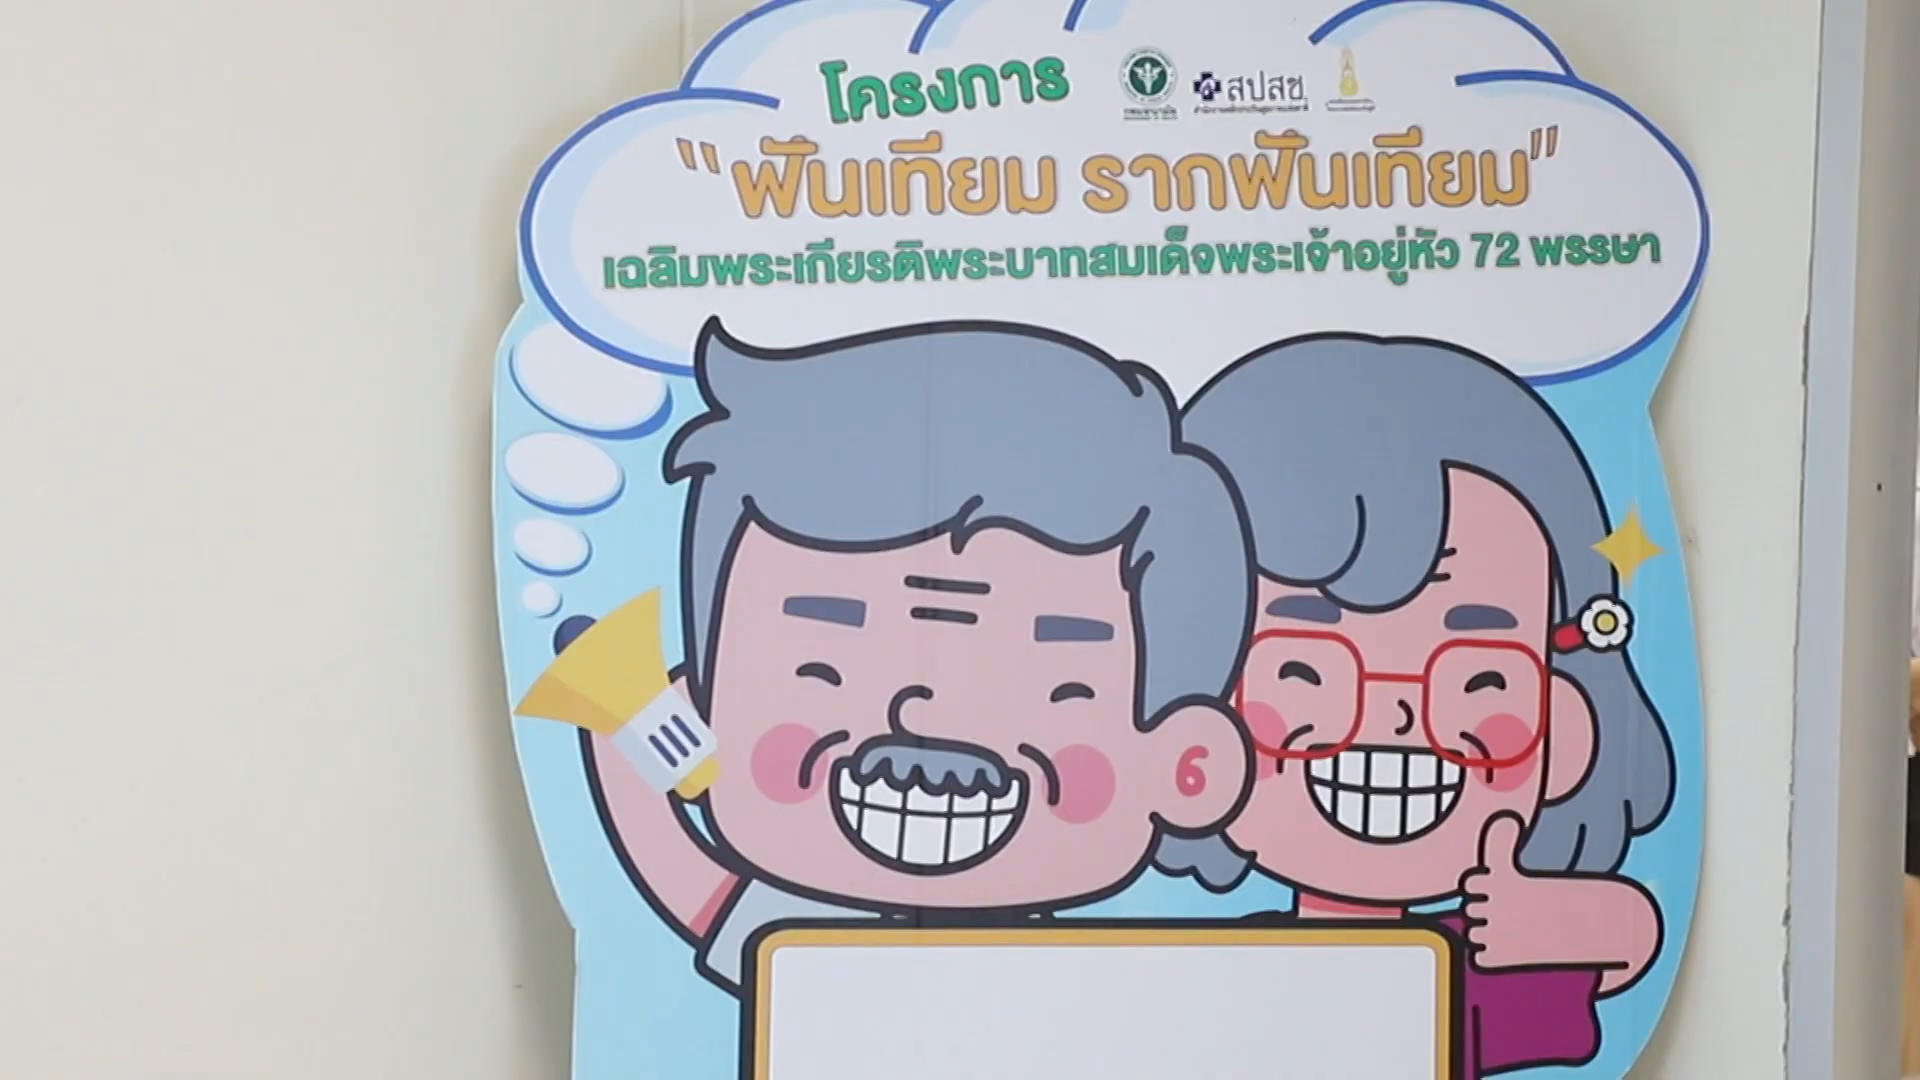 โครงการ
สปสช
"ฟันเทียม รากฟันเทียม"
เฉลิมพระเกียรติพระบาทสมเด็จพระเจ้าอยู่หัว 72 พรรษา